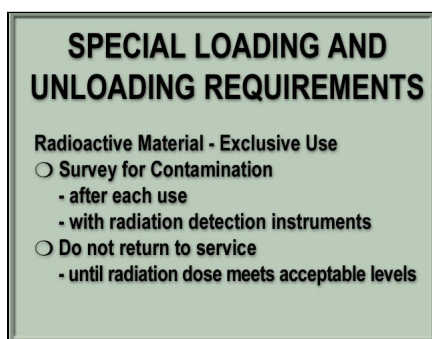 SPECIAL LOADING AND
UNLOADING REQUIREMENTS
Radioactive Material - Exclusive Use
❍ Survey for Contamination
- after each use
- with radiation detection instruments
❍ Do not return to service
- until radiation dose meets acceptable levels